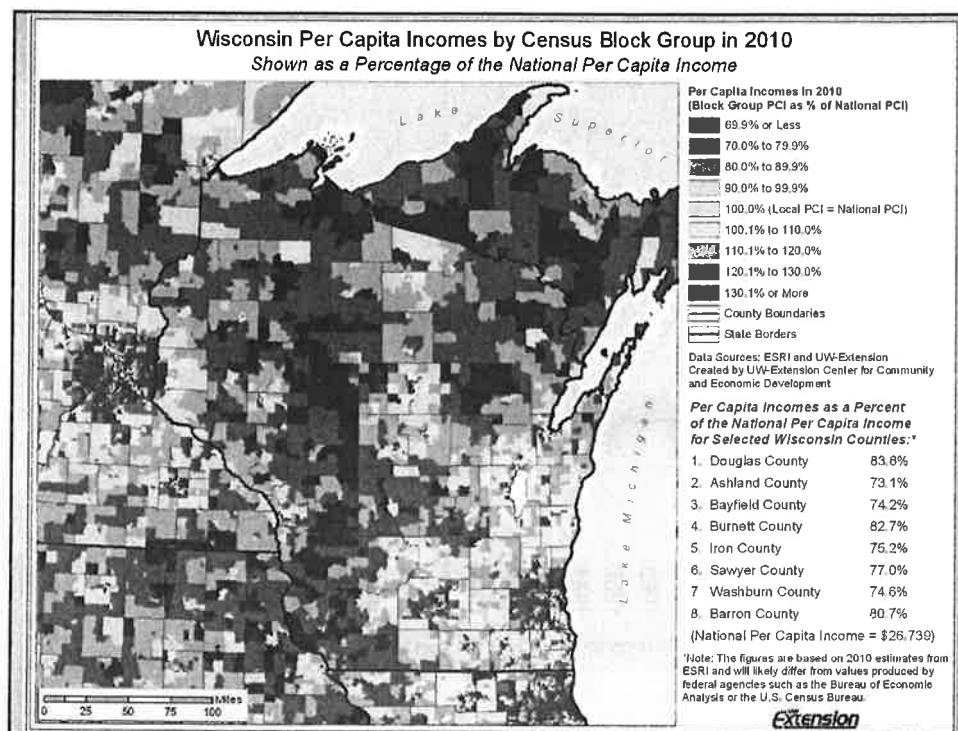 Wisconsin Per Capita Incomes by Census Block Group in 2010
Shown as a Percentage of the National Per Capita Income
Lake Superior
Lake Michigan
Per Capita Incomes in 2010
(Block Group PCI as % of National PCI)
69.9% or Less
70.0% to 79.9%
80.0% to 89.9%
90.0% to 99.9%
100.0% (Local PCI = National PCI)
100.1% to 110.0%
110.1% to 120.0%
120.1% to 130.0%
130.1% or More
County Boundaries
State Borders
Data Sources: ESRI and UW-Extension
Created by UW-Extension Center for Community
and Economic Development
Per Capita Incomes as a Percent
of the National Per Capita Income
for Selected Wisconsin Counties:*
1. Douglas County 83.6%
2. Ashland County 73.1%
3. Bayfield County 74.2%
4. Burnett County 82.7%
5. Iron County 75.2%
6. Sawyer County 77.0%
7 Washburn County 74.6%
8. Barron County 80.7%
(National Per Capita Income = $26,739)
*Note: The figures are based on 2010 estimates from
ESRI and will likely differ from values produced by
federal agencies such as the Bureau of Economic
Analysis or the U.S. Census Bureau.
Miles
0 25 50 75 100
Extension